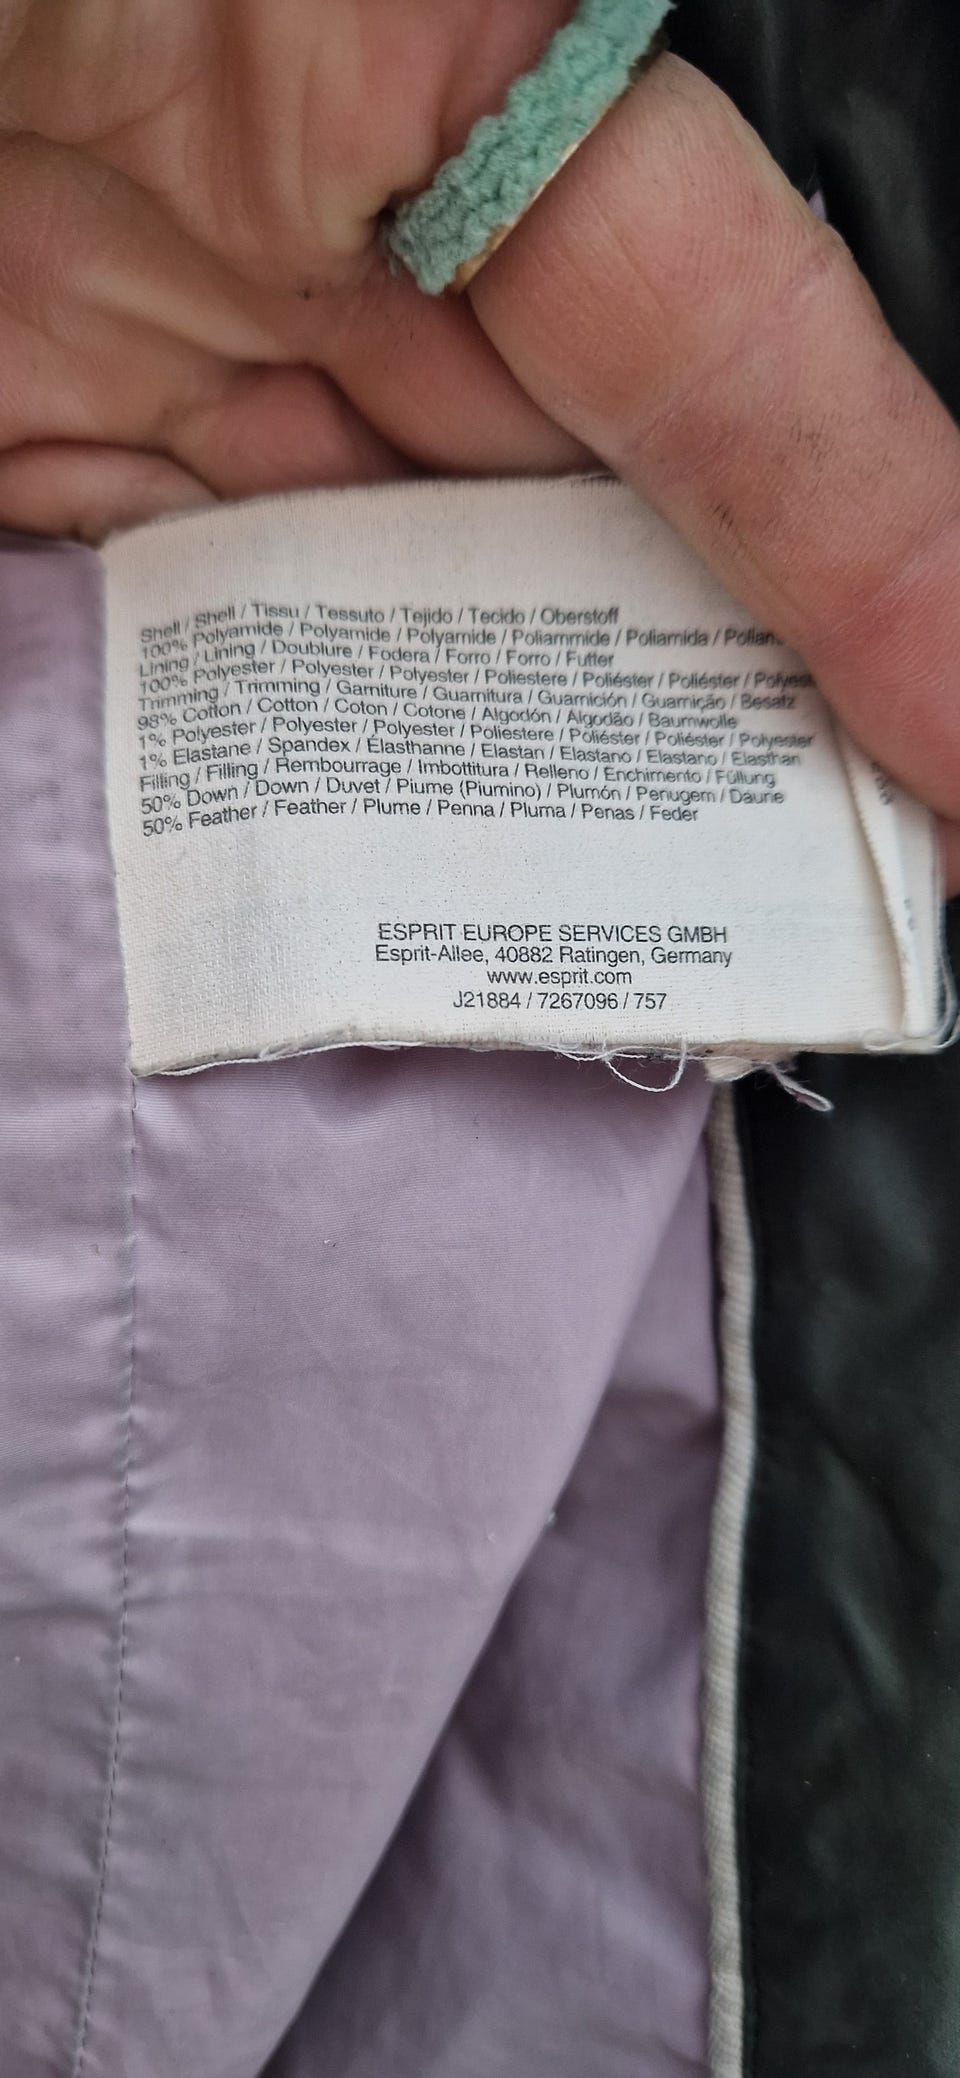 Shell / Shell / Tissu / Tessuto / Tejido / Tecido / Oberstoff
100% Polyamide / Polyamide / Polyamide / Poliammide / Poliamida /
Lining / Lining / Doublure / Fodera / Forro / Forro / Futter
100% Polyester / Polyester / Polyester / Poliestere / Poliéster / Poliéster /
Trimming / Trimming / Garniture / Guarnitura / Guarnición / Guarnição / Besatz
98% Cotton / Cotton / Coton / Cotone / Algodón / Algodão / Baumwolle
1% Polyester / Polyester / Polyester / Poliestere / Poliéster / Poliéster / Polyester
1% Elastane / Spandex / Élasthanne / Elastan / Elastano / Elastano / Elasthan
Filling / Filling / Rembourrage / Imbottitura / Relleno / Enchimento / Füllung
50% Down / Down / Duvet / Piume (Piumino) / Plumón / Penugem / Daune
50% Feather / Feather / Plume / Penna / Pluma / Penas / Feder
ESPRIT EUROPE SERVICES GMBH
Esprit-Allee, 40882 Ratingen, Germany
www.esprit.com
J21884 / 7267096 / 757